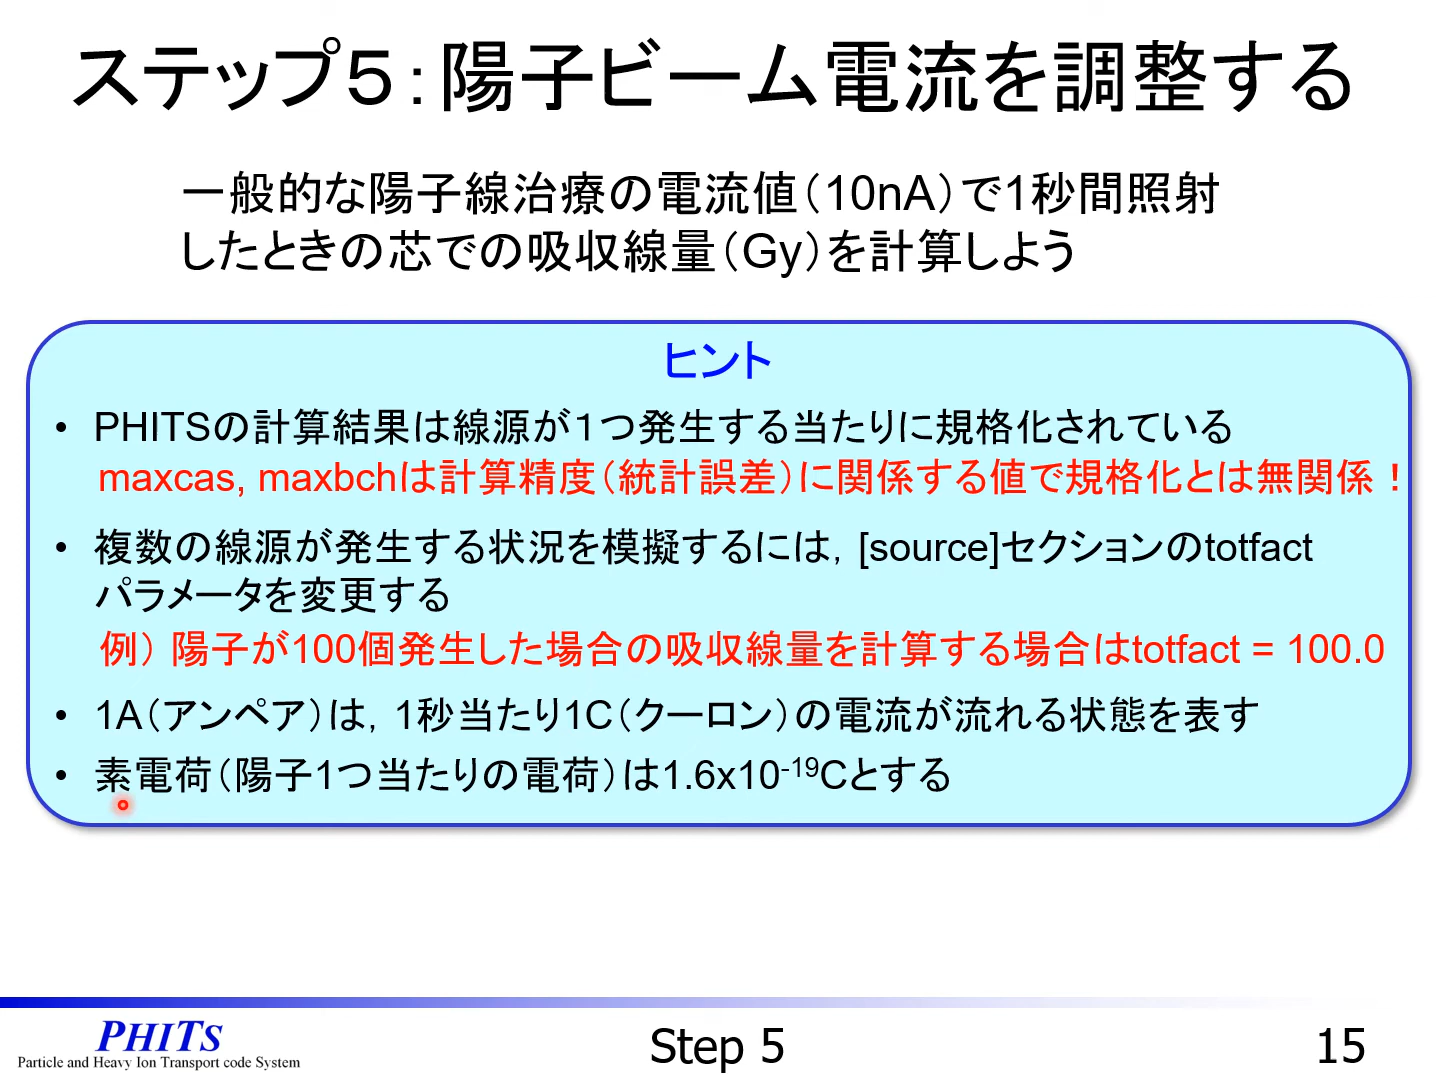 ステップ５：陽子ビーム電流を調整する
一般的な陽子線治療の電流値（10nA）で1秒間照射
したときの芯での吸収線量（Gy）を計算しよう
ヒント
• PHITSの計算結果は線源が１つ発生する当たりに規格化されている
maxcas, maxbchは計算精度（統計誤差）に関係する値で規格化とは無関係！
• 複数の線源が発生する状況を模擬するには，[source]セクションのtotfact
パラメータを変更する
例） 陽子が100個発生した場合の吸収線量を計算する場合はtotfact = 100.0
• 1A（アンペア）は，1秒当たり1C（クーロン）の電流が流れる状態を表す
• 素電荷（陽子1つ当たりの電荷）は1.6x10⁻¹⁹Cとする
PHITS
Particle and Heavy Ion Transport code System
Step 5
15